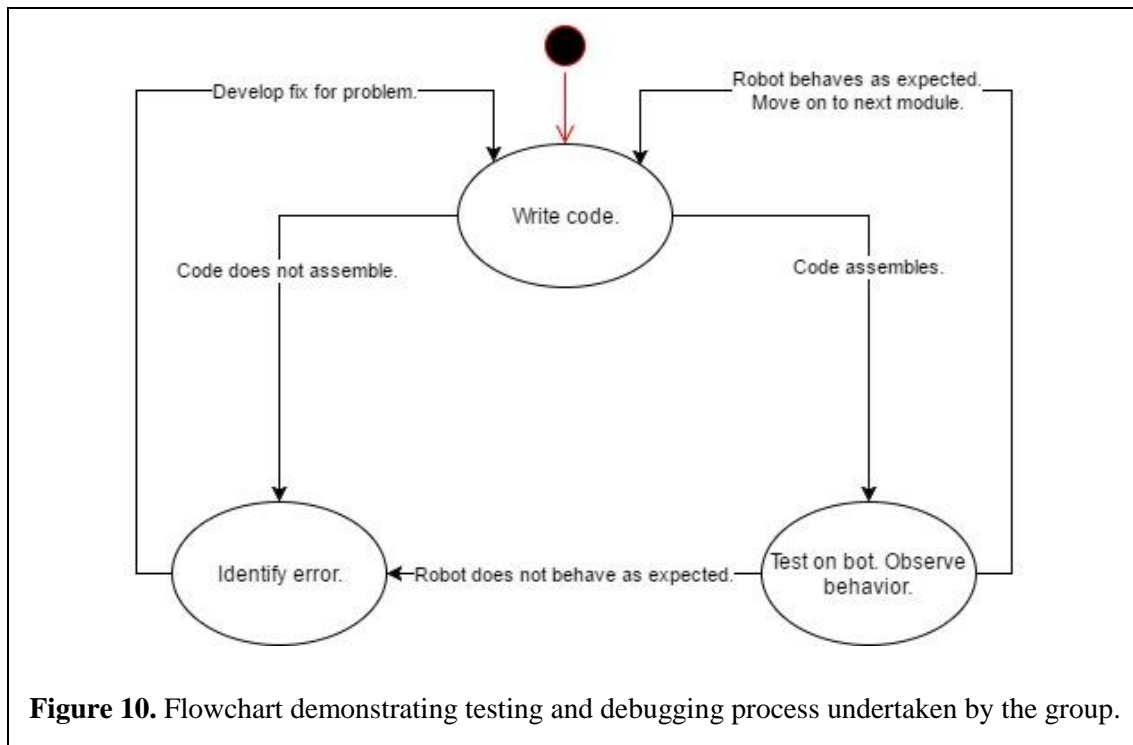 Develop fix for problem.
Robot behaves as expected.
Move on to next module.
Write code.
Code does not assemble.
Code assembles.
Identify error.
Robot does not behave as expected.
Test on bot. Observe
behavior.
Figure 10. Flowchart demonstrating testing and debugging process undertaken by the group.